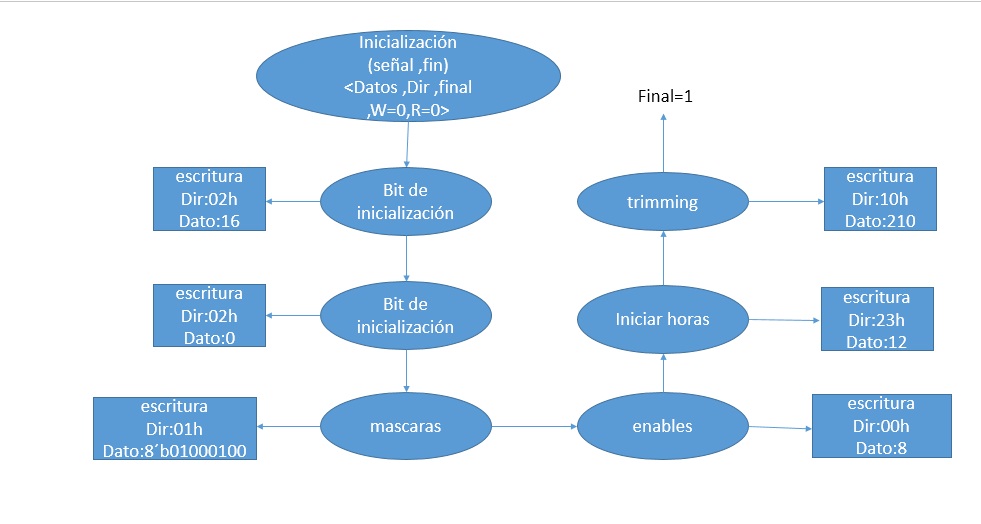 Inicialización
(señal ,fin)
<Datos ,Dir ,final
,W=0,R=0>
escritura
Dir:02h
Dato:16
Bit de
inicialización
escritura
Dir:02h
Dato:0
Bit de
inicialización
escritura
Dir:01h
Dato:8´b01000100
mascaras
enables
escritura
Dir:00h
Dato:8
Iniciar horas
escritura
Dir:23h
Dato:12
trimming
escritura
Dir:10h
Dato:210
Final=1